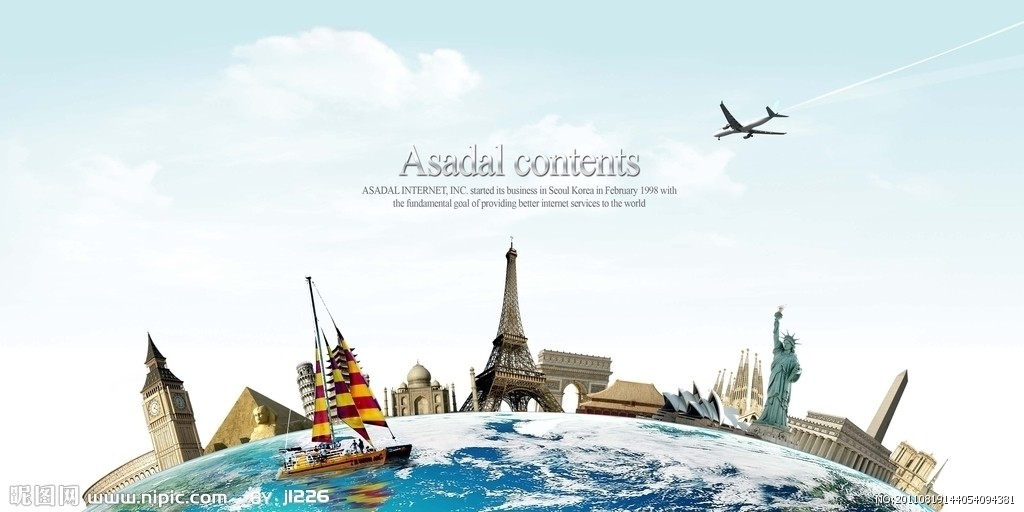 Asadal contents
ASADAL INTERNET, INC. started its business in Seoul Korea in February 1998 with
the fundamental goal of providing better internet services to the world
昵图网 www.nipic.com BY: jl226
NO:20110819144054094381